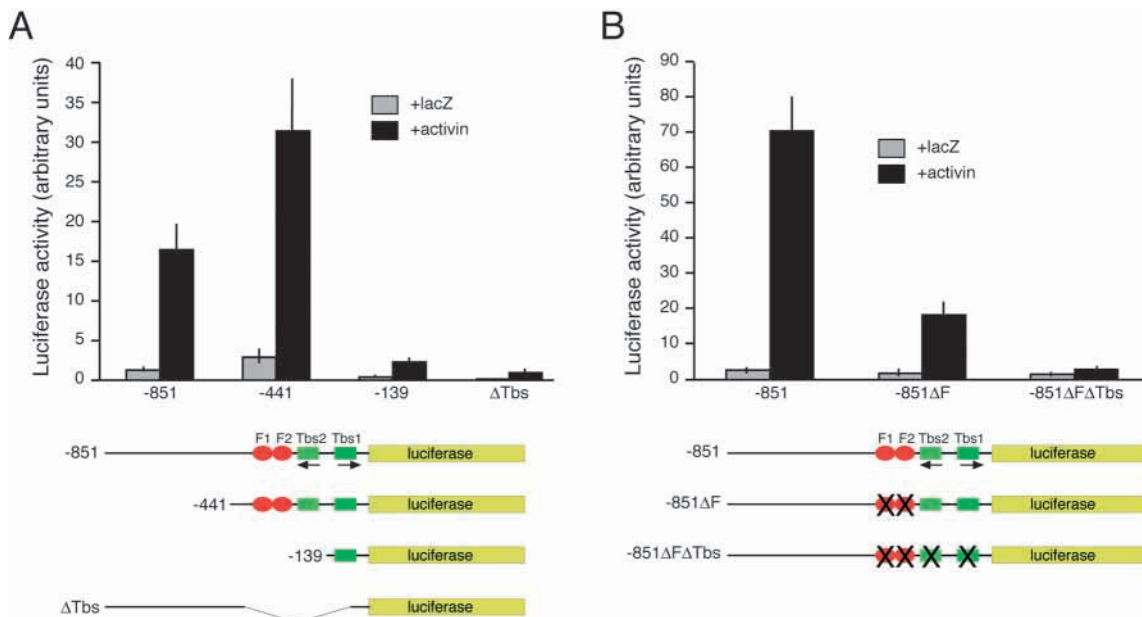 A
Luciferase activity (arbitrary units)
40
35
30
25
20
15
10
5
0
+lacZ
+activin
-851
-441
-139
ΔTbs
F1 F2 Tbs2 Tbs1
-851
luciferase
-441
luciferase
-139
luciferase
ΔTbs
luciferase
B
Luciferase activity (arbitrary units)
90
80
70
60
50
40
30
20
10
0
+lacZ
+activin
-851
-851ΔF
-851ΔFΔTbs
F1 F2 Tbs2 Tbs1
-851
luciferase
-851ΔF
luciferase
-851ΔFΔTbs
luciferase